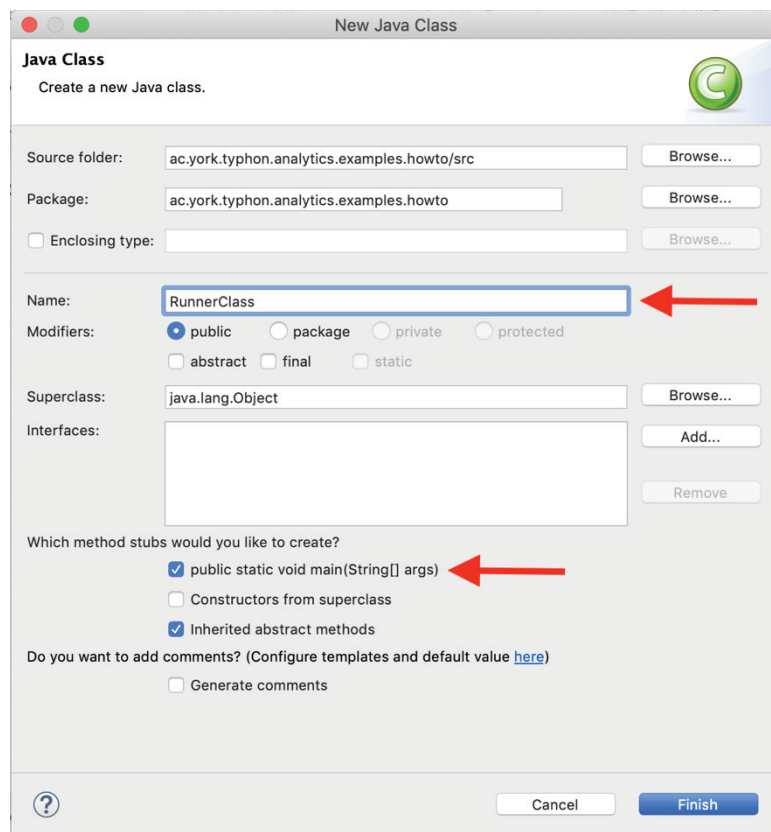 New Java Class
Java Class
Create a new Java class.
Source folder: ac.york.typhon.analytics.examples.howto/src Browse...
Package: ac.york.typhon.analytics.examples.howto Browse...
Enclosing type: Browse...
Name: RunnerClass
Modifiers: public package private protected
abstract final static
Superclass: java.lang.Object Browse...
Interfaces: Add...
Remove
Which method stubs would you like to create?
public static void main(String[] args)
Constructors from superclass
Inherited abstract methods
Do you want to add comments? (Configure templates and default value here)
Generate comments
? Cancel Finish